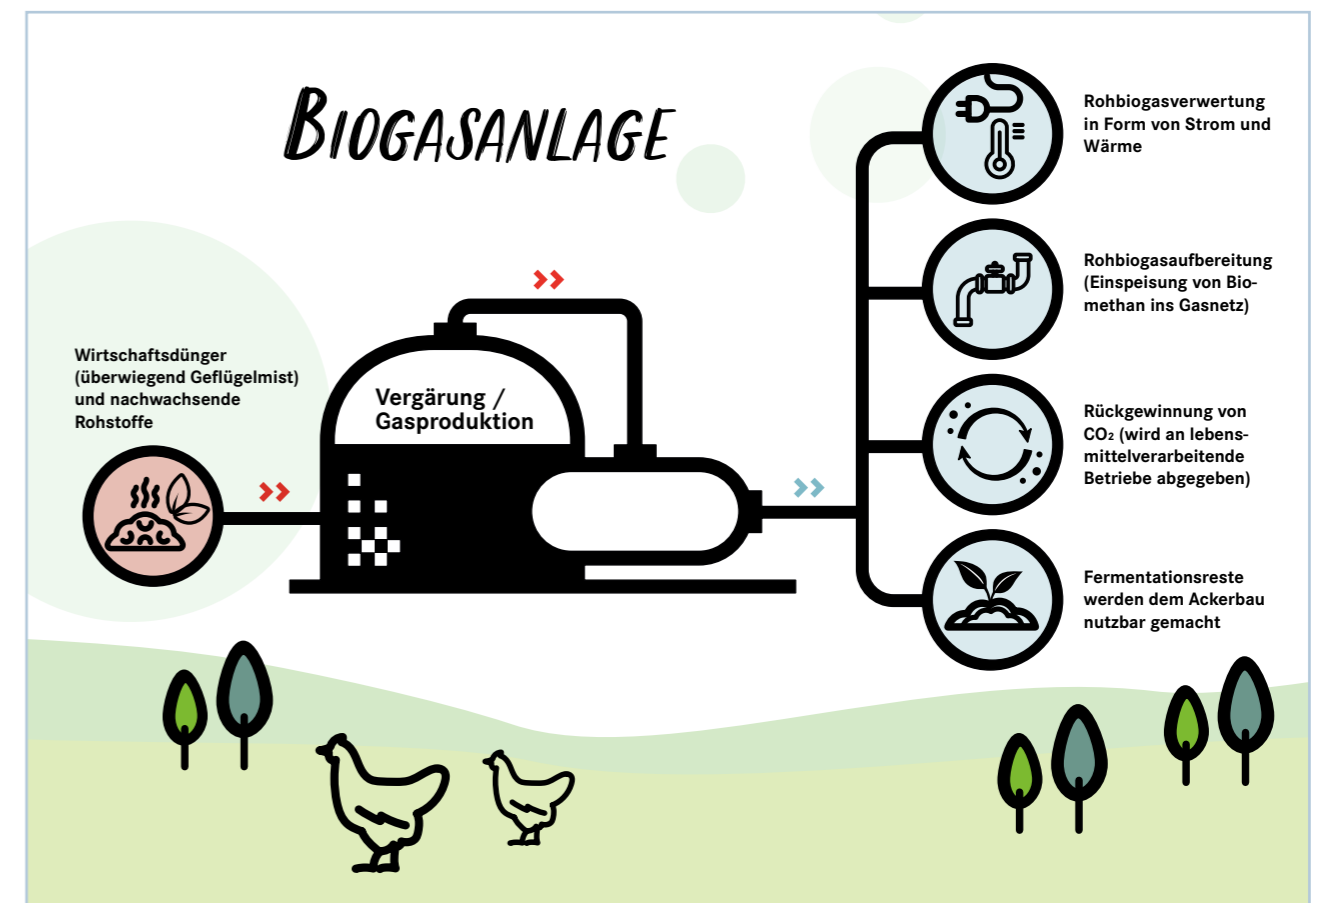 BIOGASANLAGE
Wirtschaftsdünger
(überwiegend Geflügelmist)
und nachwachsende
Rohstoffe
Vergärung /
Gasproduktion
Rohbiogasverwertung
in Form von Strom und
Wärme
Rohbiogasaufbereitung
(Einspeisung von Bio-
methan ins Gasnetz)
Rückgewinnung von
CO₂ (wird an lebens-
mittelverarbeitende
Betriebe abgegeben)
Fermentationsreste
werden dem Ackerbau
nutzbar gemacht